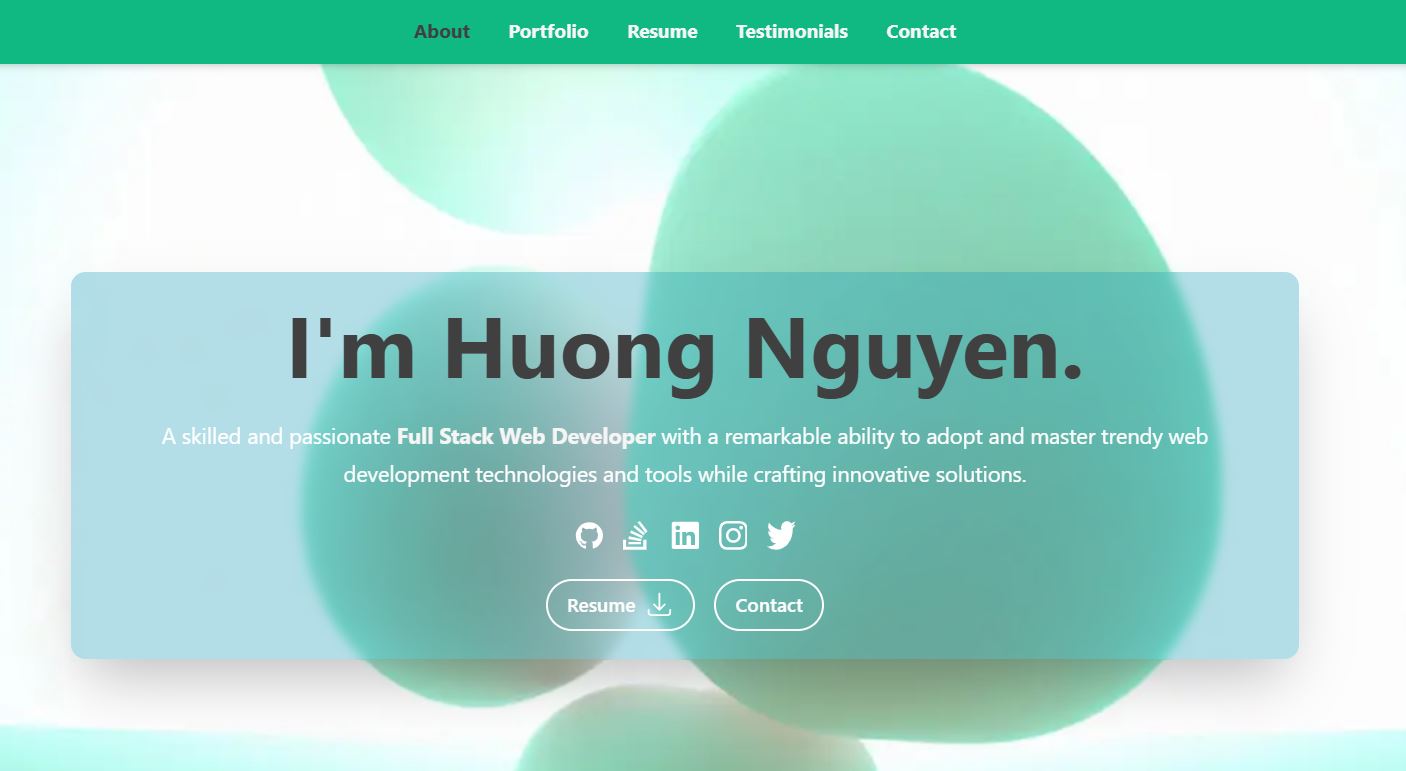 About Portfolio Resume Testimonials Contact
I'm Huong Nguyen.
A skilled and passionate Full Stack Web Developer with a remarkable ability to adopt and master trendy web
development technologies and tools while crafting innovative solutions.
Resume Contact